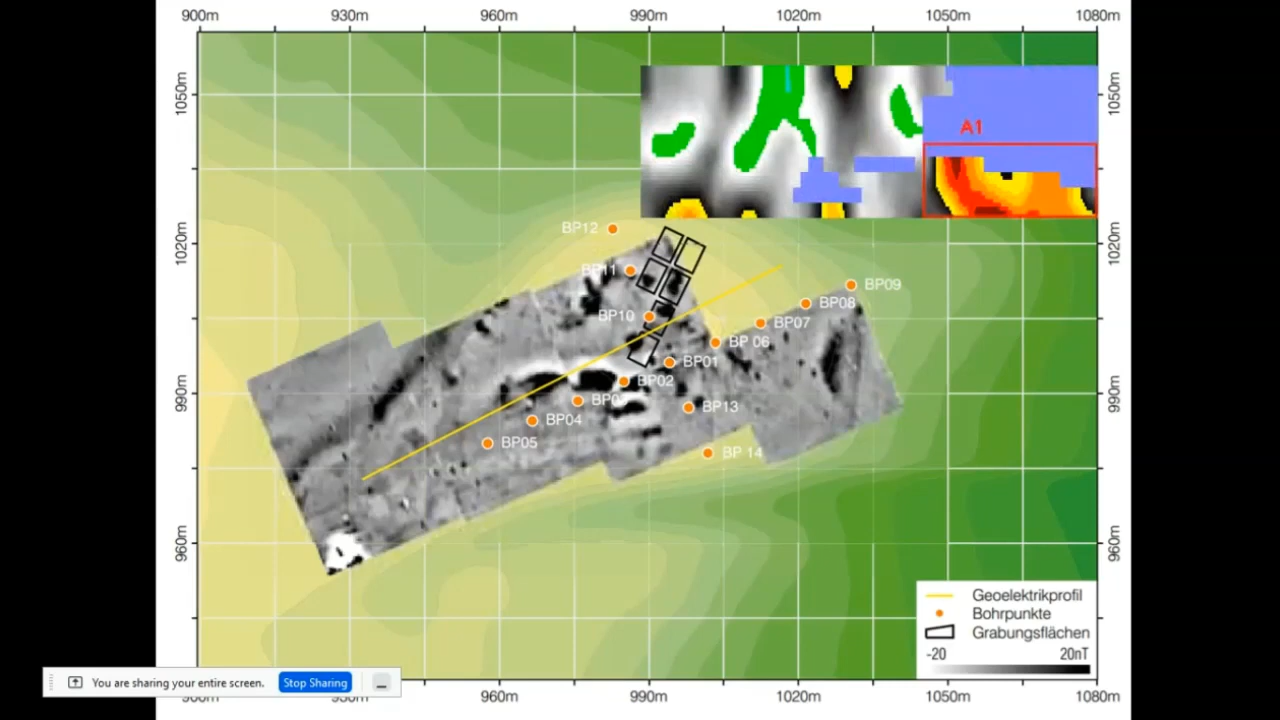 900m 930m 960m 990m 1020m 1050m 1080m
1050m 1050m
A1
1020m 1020m
BP12
BP11
BP09
BP08
BP10
BP07
BP 06
BP01
BP02
990m 990m
BP03
BP13
BP04
BP05
BP 14
960m 960m
Geoelektrikprofil
Bohrpunkte
Grabungsflächen
-20 20nT
You are sharing your entire screen. Stop Sharing
900m 930m 960m 990m 1020m 1050m 1080m